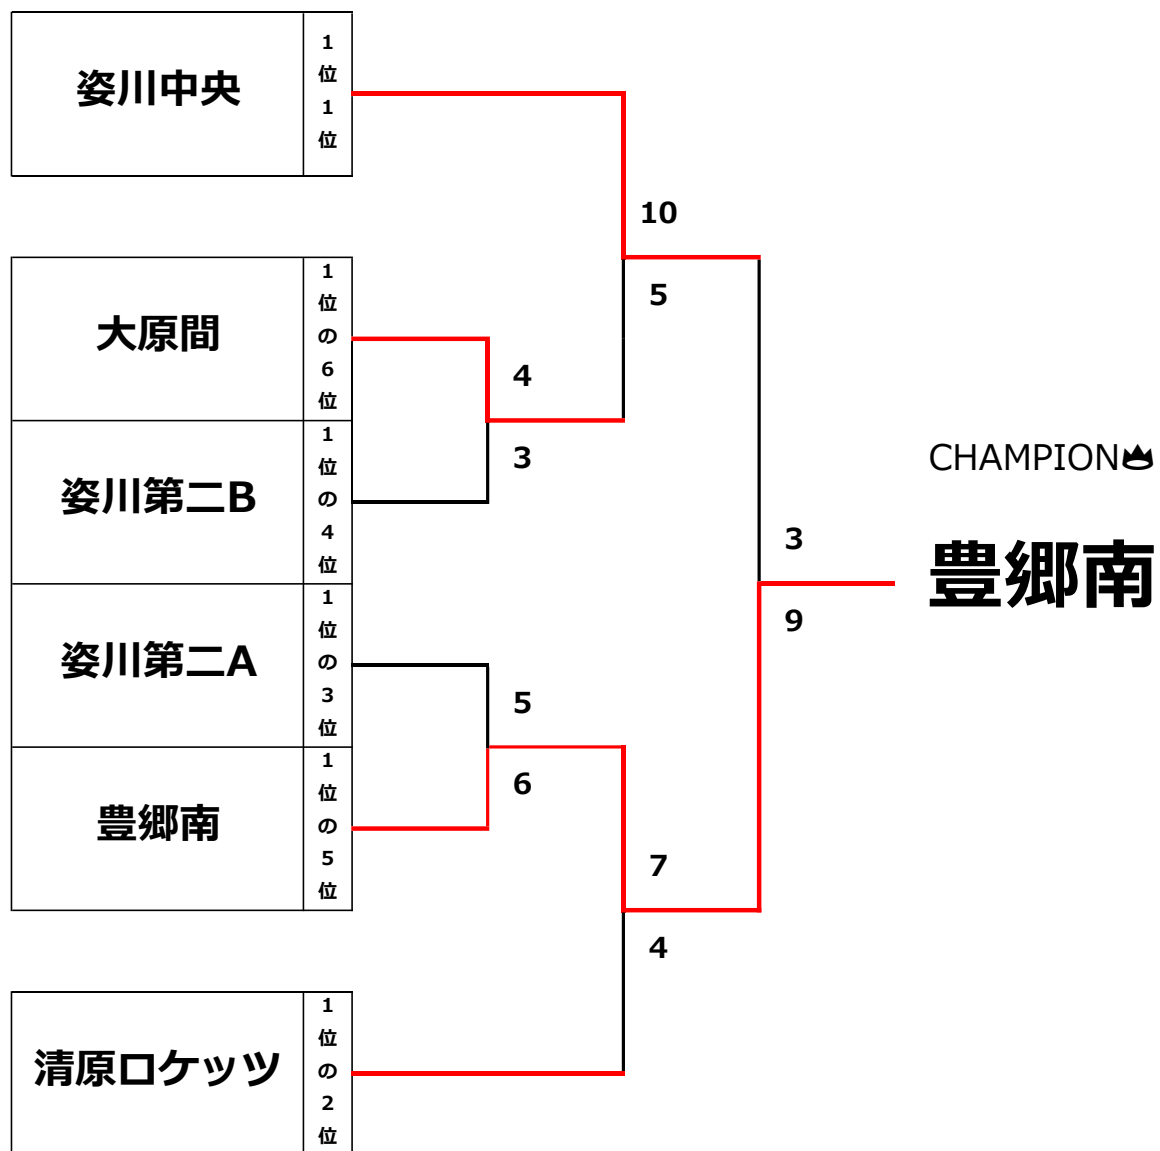 姿川中央
1位1位
大原間
1位の6位
姿川第二B
1位の4位
姿川第二A
1位の3位
豊郷南
1位の5位
清原ロケッツ
1位の2位
10
5
4
3
5
6
7
4
3
9
CHAMPION
豊郷南